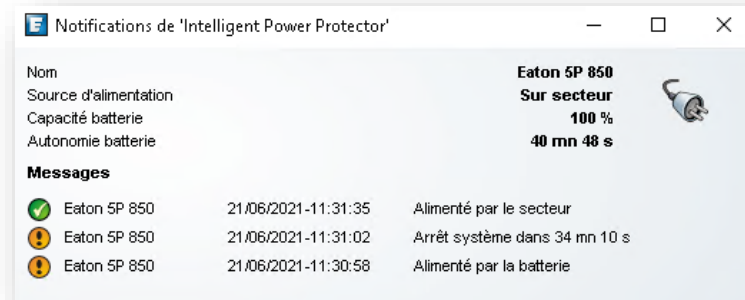 Notifications de 'Intelligent Power Protector'
Nom Eaton 5P 850
Source d'alimentation Sur secteur
Capacité batterie 100 %
Autonomie batterie 40 mn 48 s
Messages
Eaton 5P 850 21/06/2021-11:31:35 Alimenté par le secteur
Eaton 5P 850 21/06/2021-11:31:02 Arrêt système dans 34 mn 10 s
Eaton 5P 850 21/06/2021-11:30:58 Alimenté par la batterie